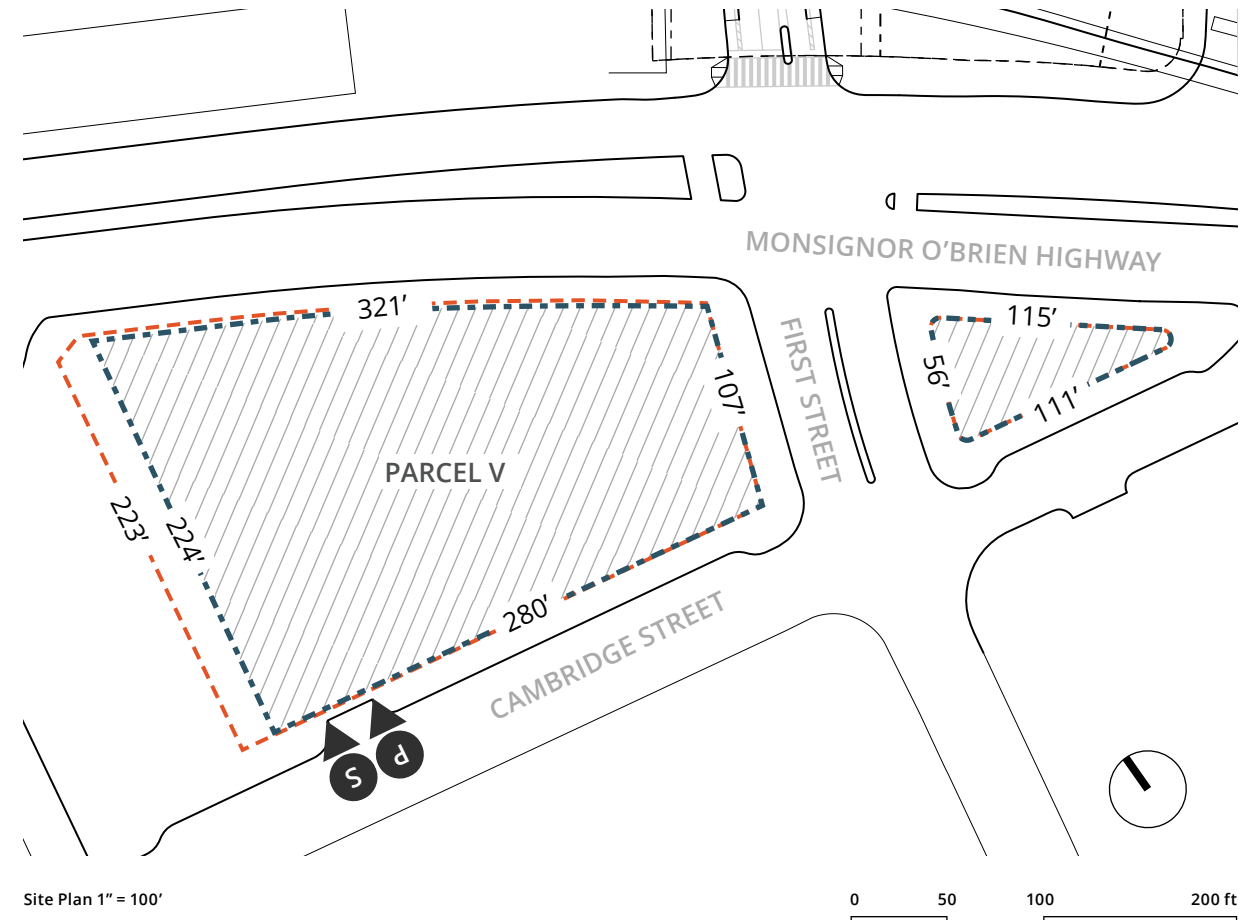 MONSIGNOR O’BRIEN HIGHWAY
321’
115’
FIRST STREET
56’
107’
111’
PARCEL V
223’
224’
280’
CAMBRIDGE STREET
S
P
Site Plan 1” = 100’
0 50 100 200 ft